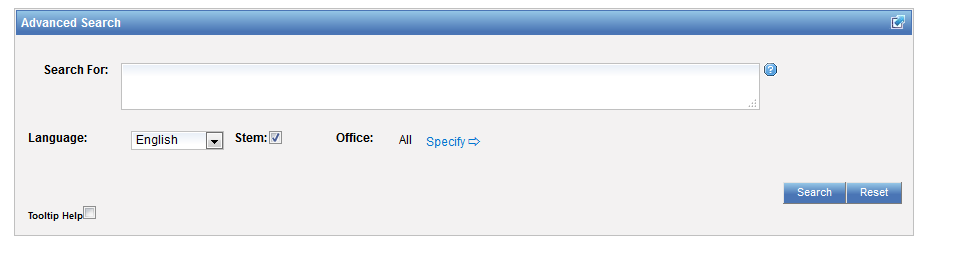 Advanced Search
Search For:
Language: English Stem: Office: All Specify
Search Reset
Tooltip Help